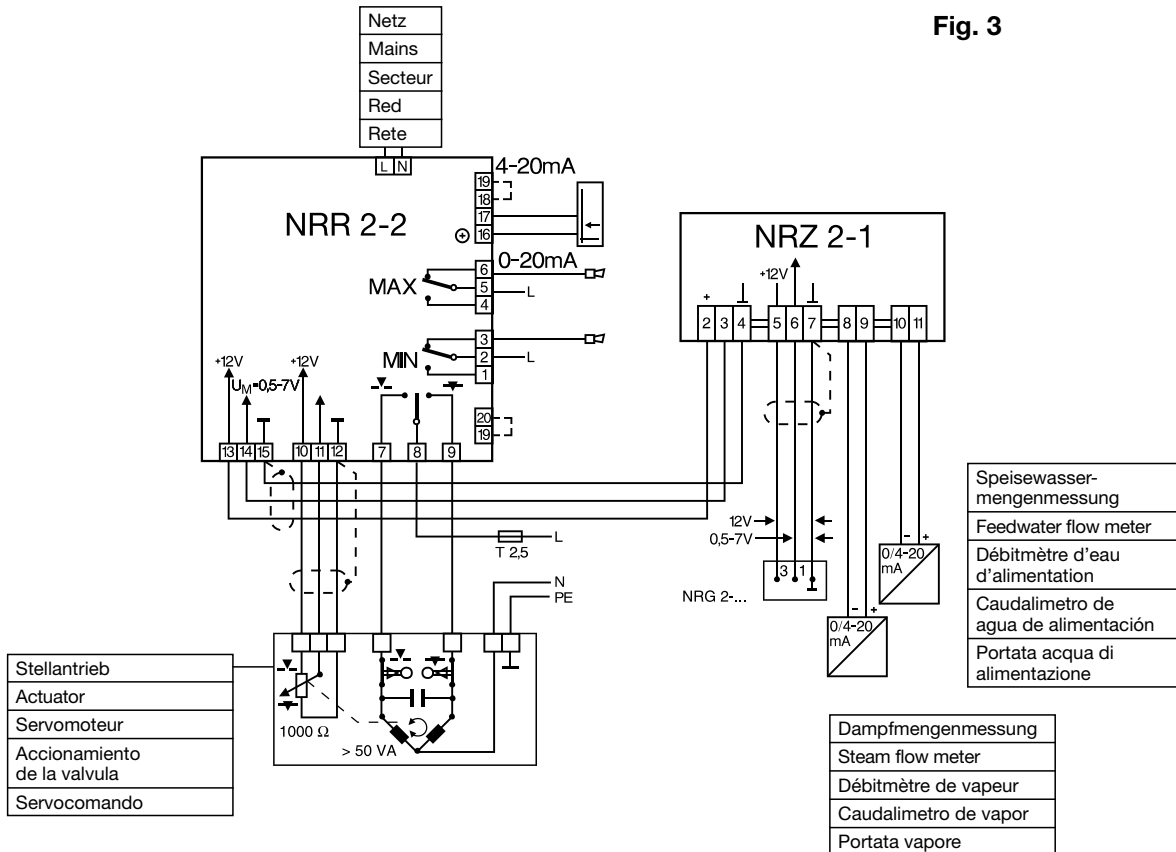 Fig. 3
Netz
Mains
Secteur
Red
Rete
L N
4-20mA
19
18
17
16
NRR 2-2
0-20mA
6
5
4
MAX
L
3
2
1
MIN
L
+12V
+12V
UM=0,5-7V
20
19
13 14 15 10 11 12 7 8 9
NRZ 2-1
+12V
+
2 3 4 5 6 7 8 9 10 11
T 2,5
L
N
PE
12V
0,5-7V
3 1
NRG 2-...
- +
0/4-20
mA
- +
0/4-20
mA
Speisewasser-
mengenmessung
Feedwater flow meter
Débitmètre d'eau
d'alimentation
Caudalimetro de
agua de alimentación
Portata acqua di
alimentazione
Stellantrieb
Actuator
Servomoteur
Accionamiento
de la valvula
Servocomando
1000 Ω
> 50 VA
Dampfmengenmessung
Steam flow meter
Débitmètre de vapeur
Caudalimetro de vapor
Portata vapore